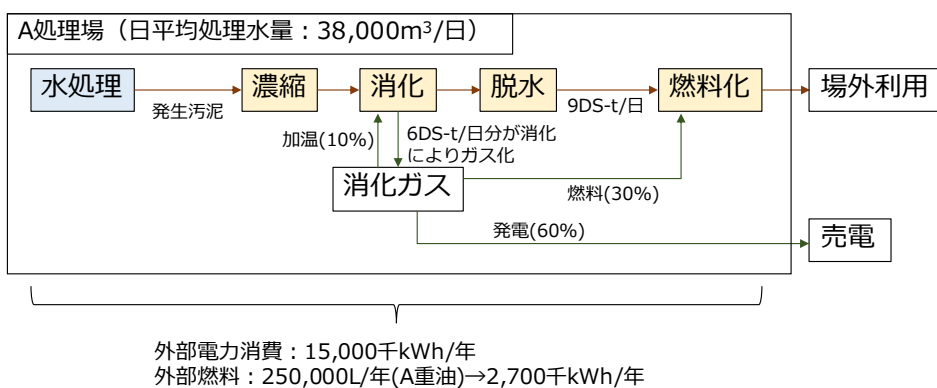 A処理場（日平均処理水量：38,000m³/日）
水処理
発生汚泥
濃縮
消化
脱水
9DS-t/日
燃料化
場外利用
加温(10%)
6DS-t/日分が消化
によりガス化
消化ガス
燃料(30%)
発電(60%)
売電
外部電力消費：15,000千kWh/年
外部燃料：250,000L/年(A重油)→2,700千kWh/年